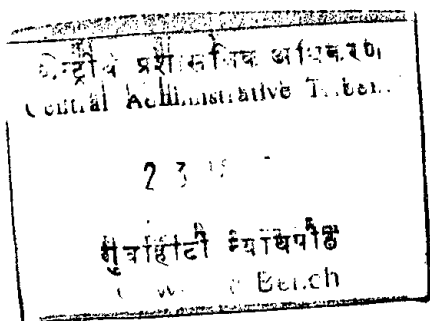 केन्द्रीय प्रशासनिक अधिकरण
Central Administrative
2 3
गुवाहाटी न्यायपीठ
Bench